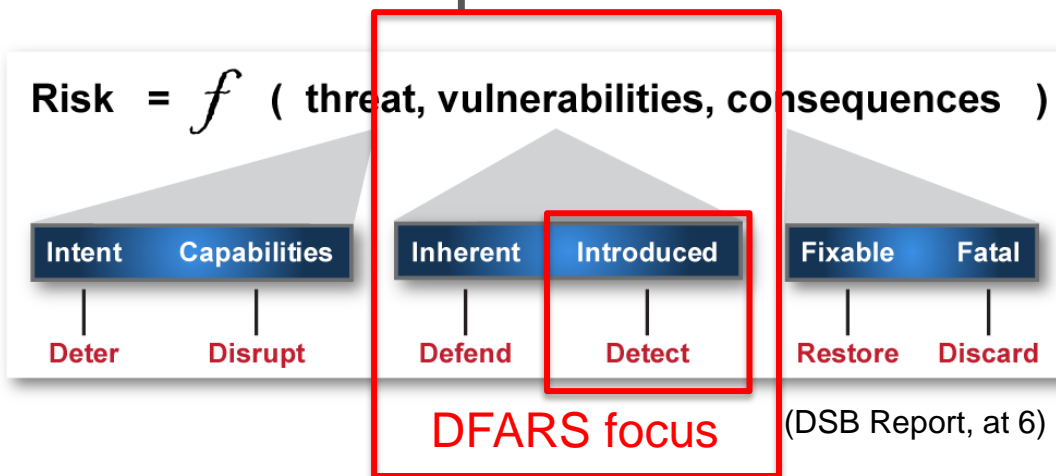 Risk = f ( threat, vulnerabilities, consequences )
Intent Capabilities Inherent Introduced Fixable Fatal
Deter Disrupt Defend Detect Restore Discard
DFARS focus (DSB Report, at 6)